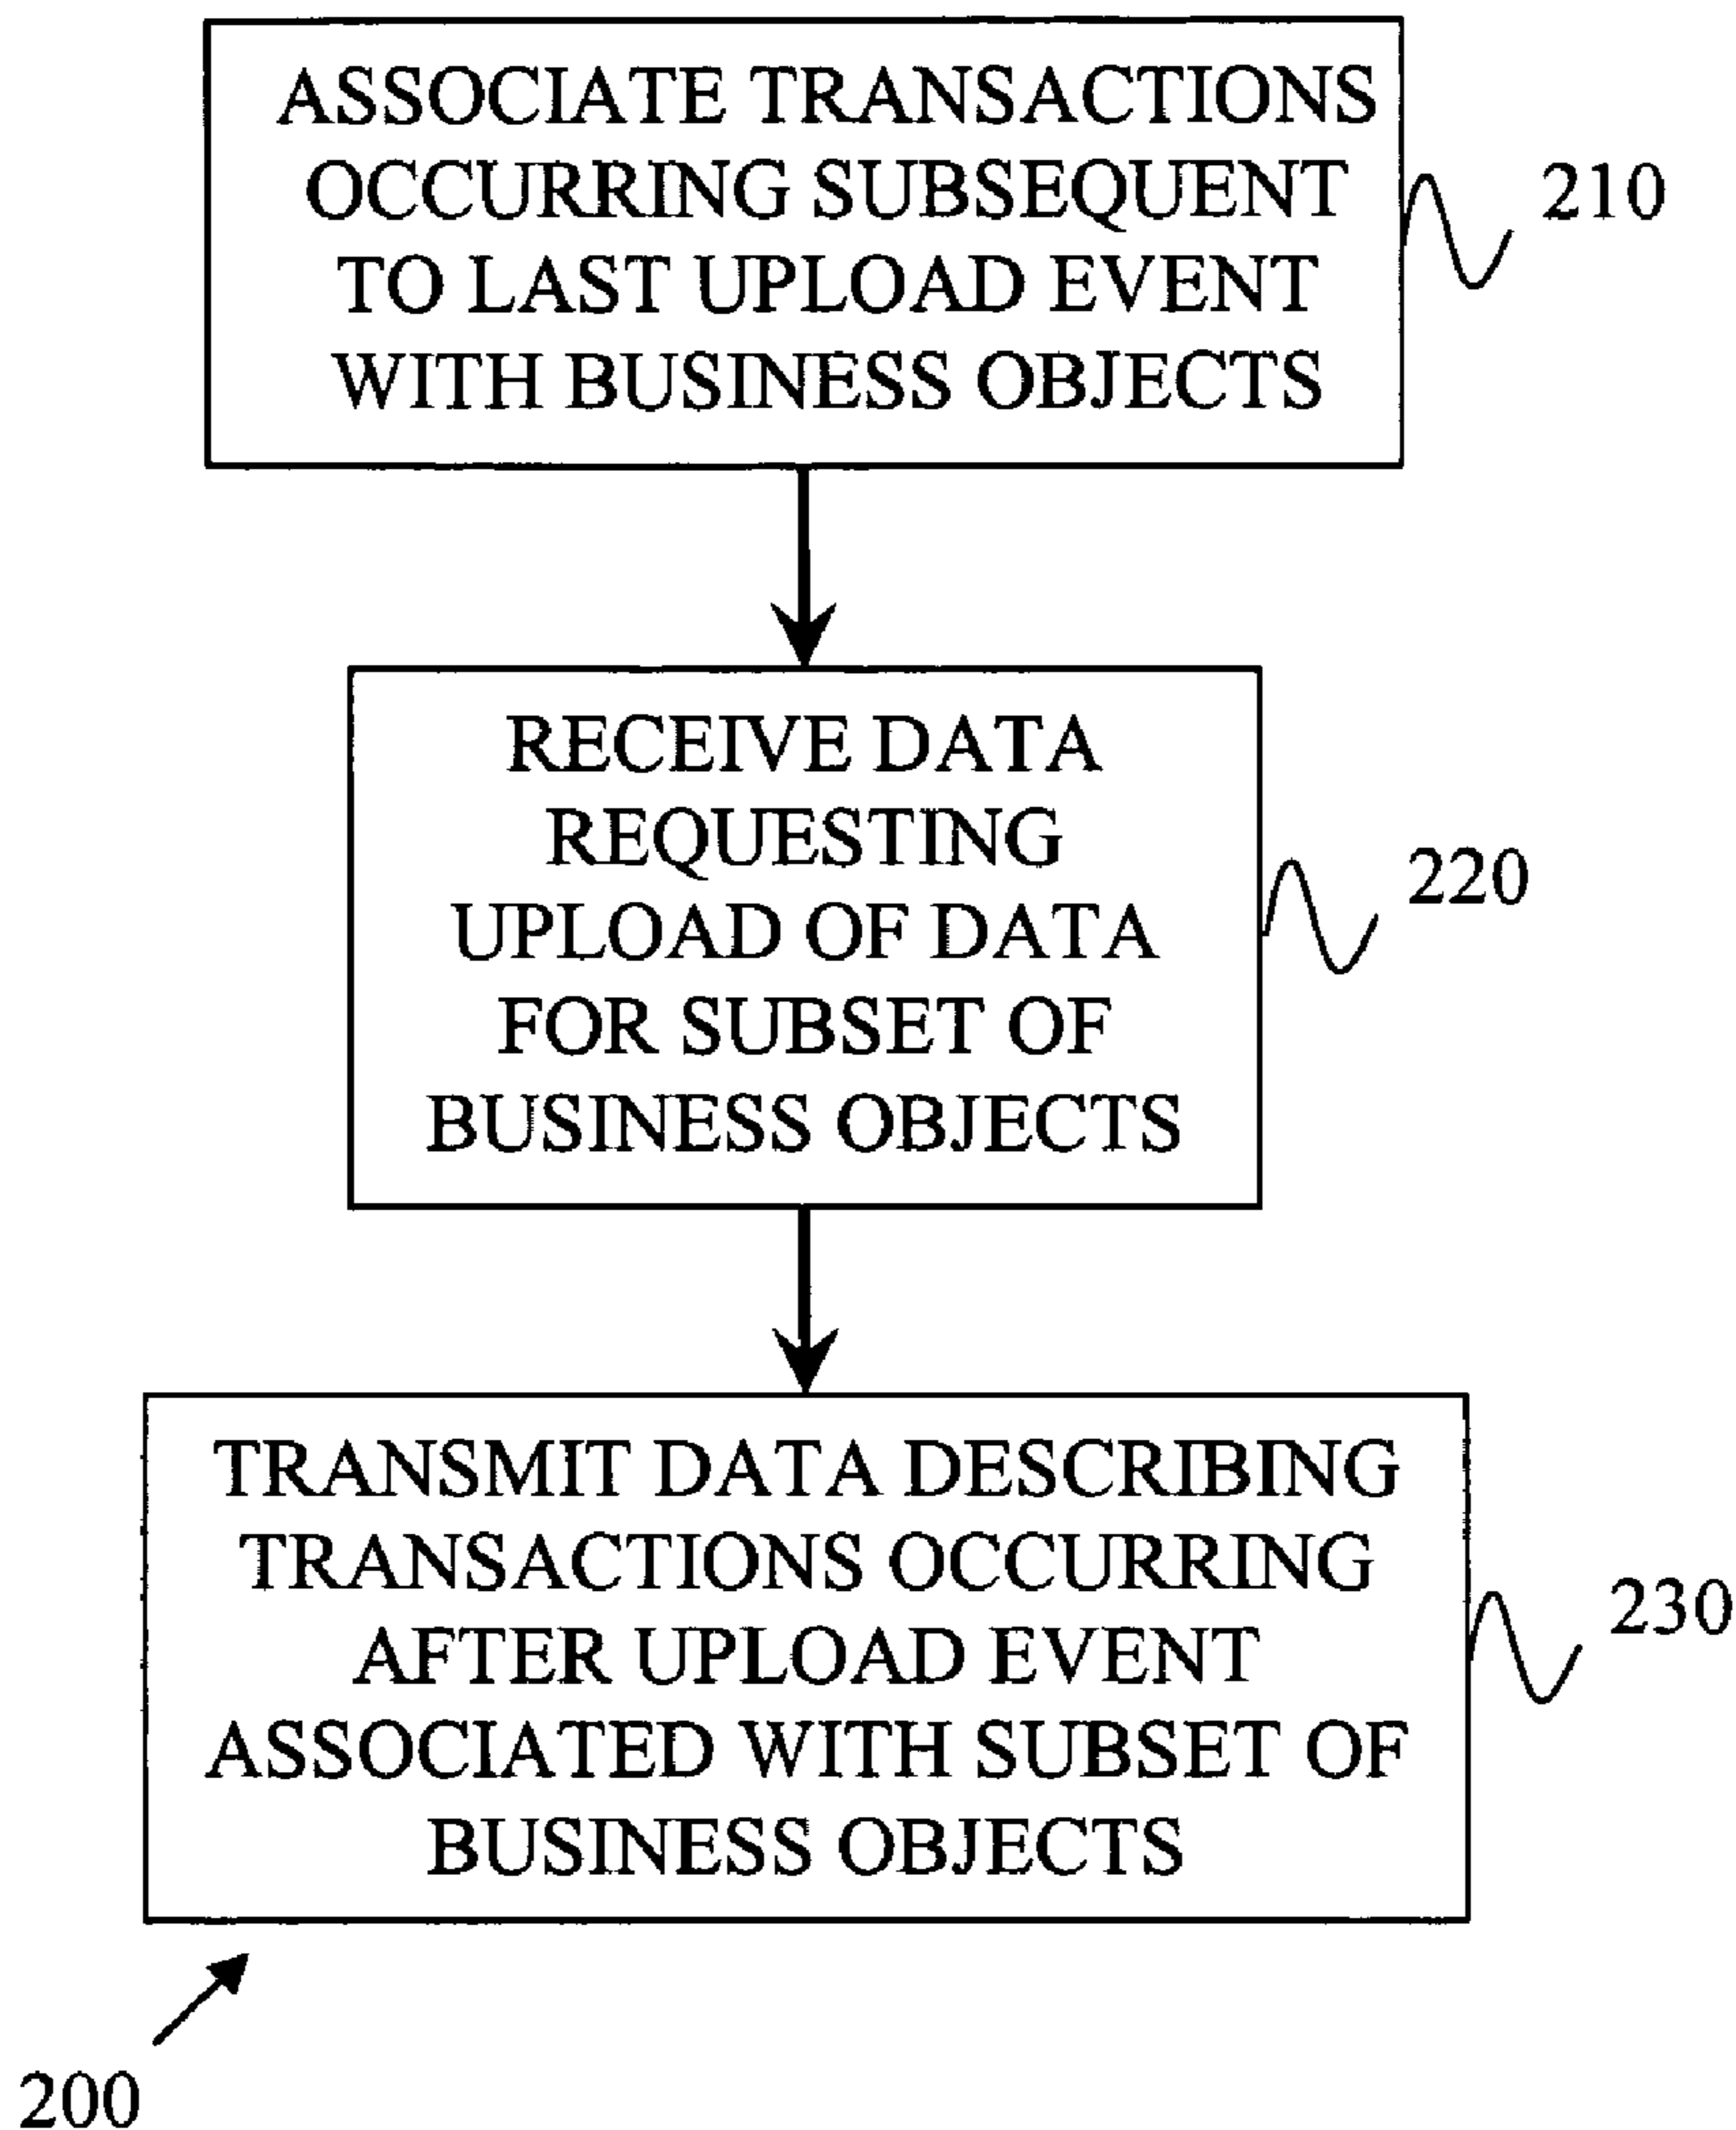 ASSOCIATE TRANSACTIONS
OCCURRING SUBSEQUENT
TO LAST UPLOAD EVENT
WITH BUSINESS OBJECTS
210
RECEIVE DATA
REQUESTING
UPLOAD OF DATA
FOR SUBSET OF
BUSINESS OBJECTS
220
TRANSMIT DATA DESCRIBING
TRANSACTIONS OCCURRING
AFTER UPLOAD EVENT
ASSOCIATED WITH SUBSET OF
BUSINESS OBJECTS
230
200